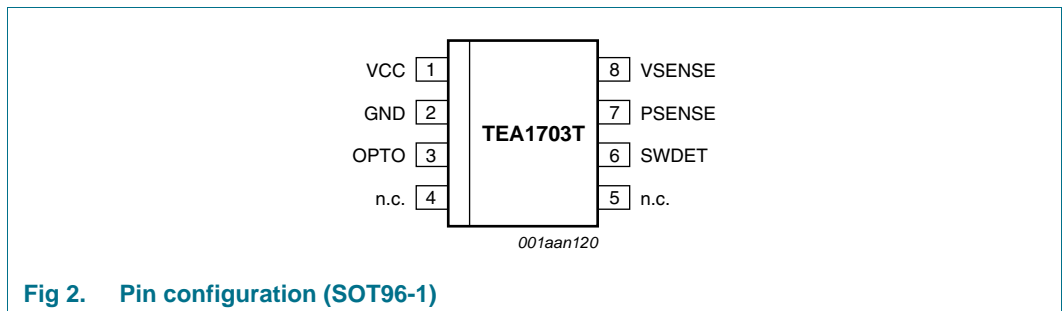 VCC 1 8 VSENSE
GND 2 7 PSENSE
TEA1703T
OPTO 3 6 SWDET
n.c. 4 5 n.c.
001aan120
Fig 2. Pin configuration (SOT96-1)